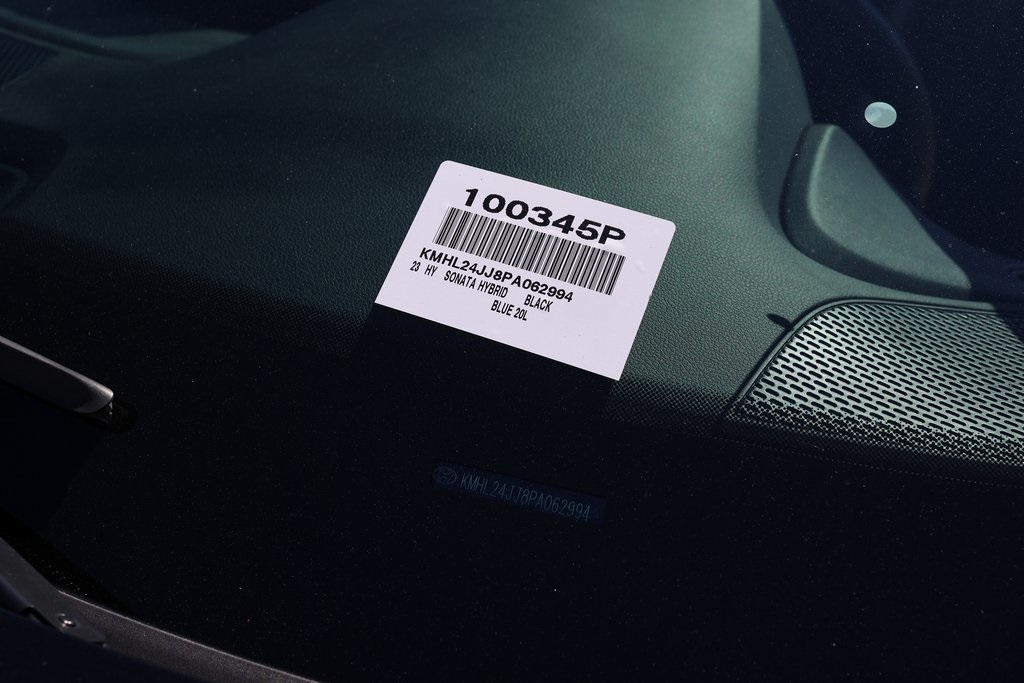 100345P
KMHL24JJ8PA062994
23 HY SONATA HYBRID BLACK
BLUE 20L
KMHL24JJ8PA062994